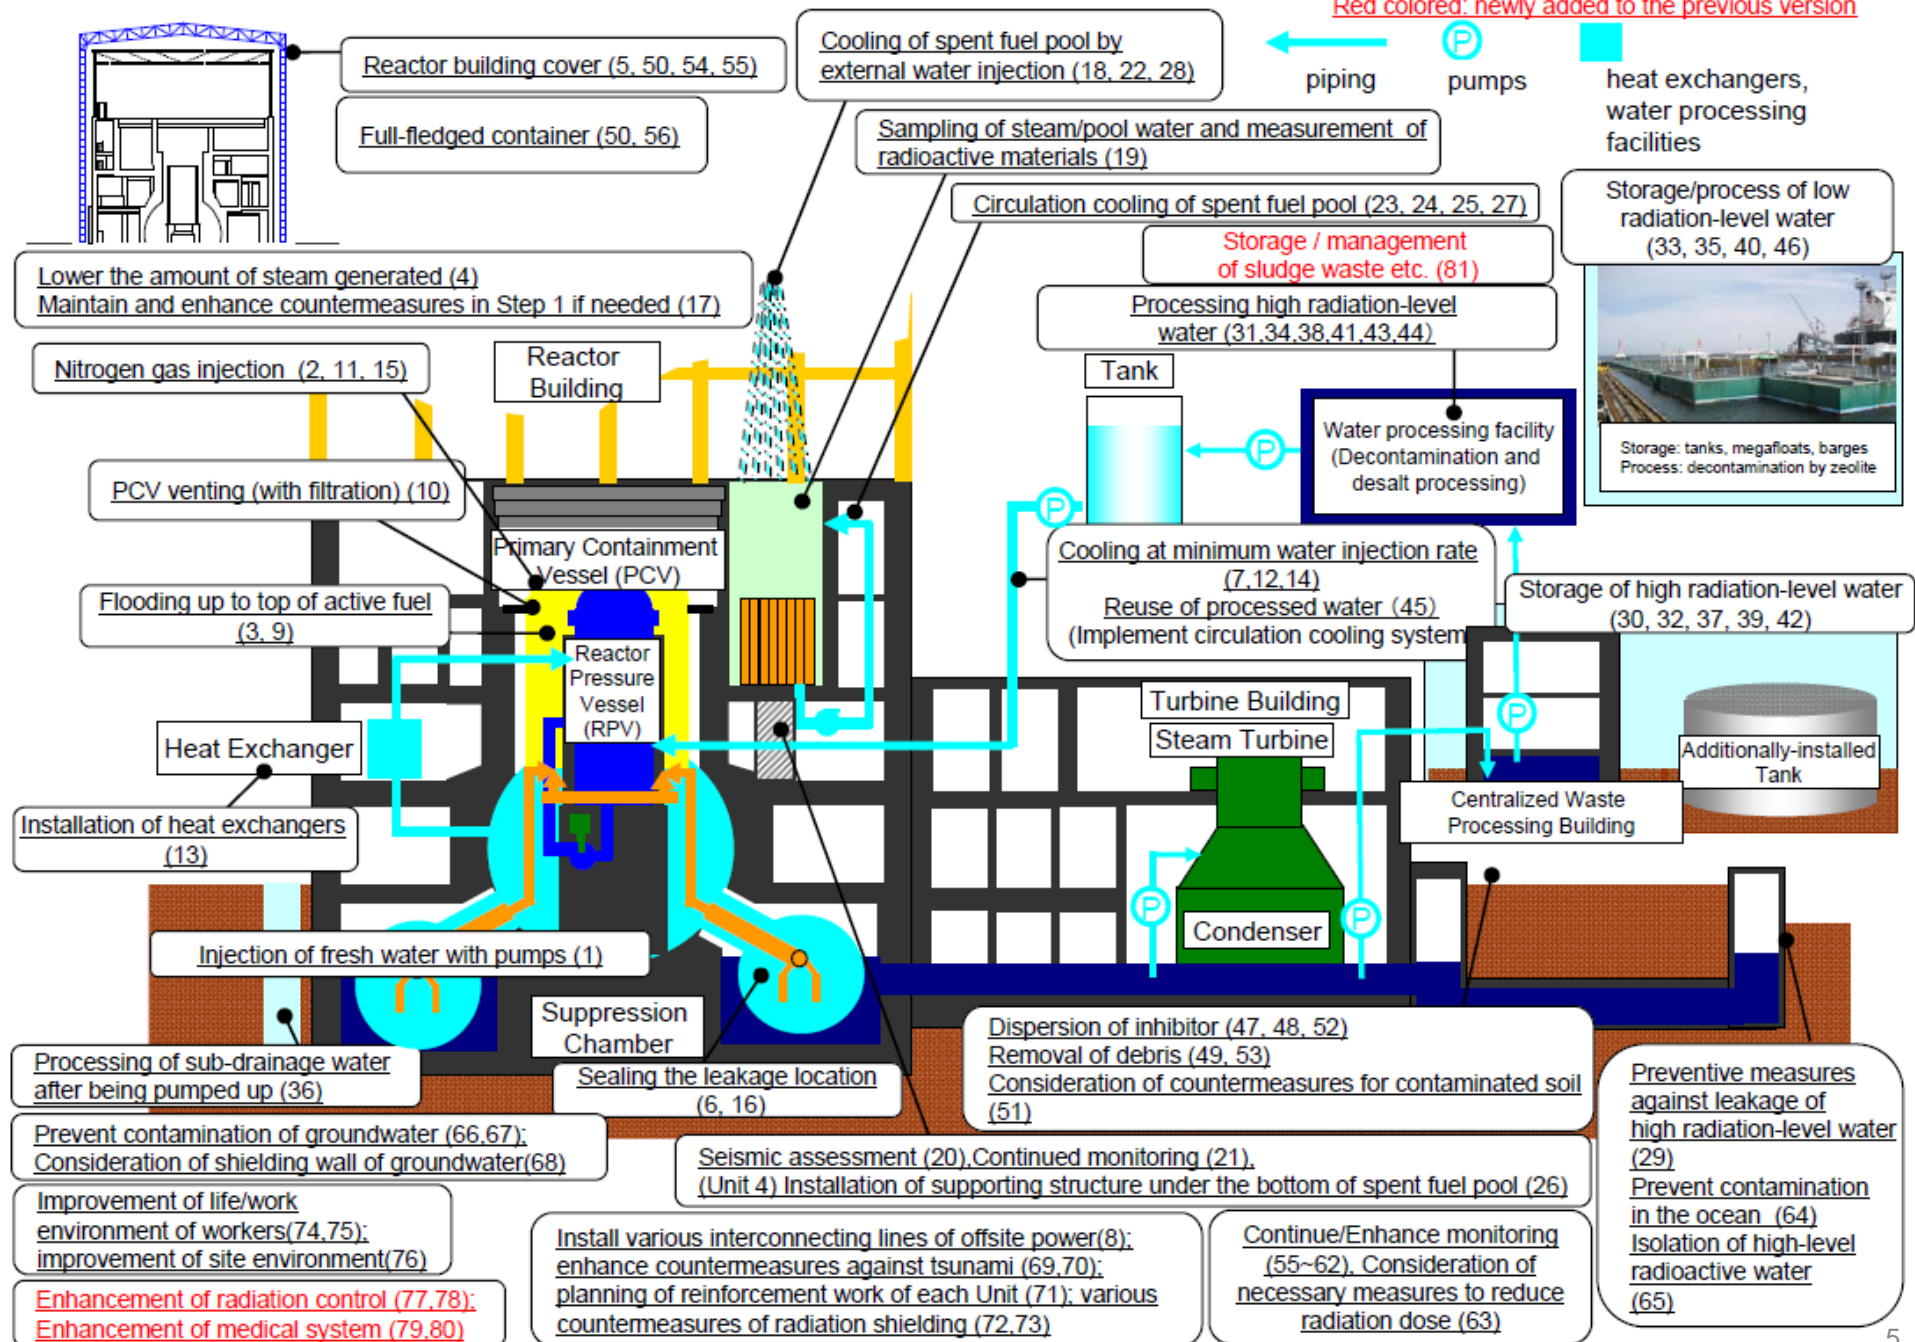 Red colored: newly added to the previous version
piping
P
pumps
heat exchangers,
water processing
facilities
Reactor building cover (5, 50, 54, 55)
Full-fledged container (50, 56)
Cooling of spent fuel pool by
external water injection (18, 22, 28)
Sampling of steam/pool water and measurement of
radioactive materials (19)
Circulation cooling of spent fuel pool (23, 24, 25, 27)
Storage / management
of sludge waste etc. (81)
Storage/process of low
radiation-level water
(33, 35, 40, 46)
Lower the amount of steam generated (4)
Maintain and enhance countermeasures in Step 1 if needed (17)
Processing high radiation-level
water (31,34,38,41,43,44)
Nitrogen gas injection (2, 11, 15)
Reactor
Building
Tank
Water processing facility
(Decontamination and
desalt processing)
P
P
Storage: tanks, megafloats, barges
Process: decontamination by zeolite
PCV venting (with filtration) (10)
Primary Containment
Vessel (PCV)
Cooling at minimum water injection rate
(7,12,14)
Reuse of processed water (45)
(Implement circulation cooling system
Flooding up to top of active fuel
(3, 9)
Storage of high radiation-level water
(30, 32, 37, 39, 42)
Reactor
Pressure
Vessel
(RPV)
Turbine Building
Steam Turbine
P
Heat Exchanger
Additionally-installed
Tank
Installation of heat exchangers
(13)
Centralized Waste
Processing Building
P
P
Condenser
Injection of fresh water with pumps (1)
Suppression
Chamber
Dispersion of inhibitor (47, 48, 52)
Removal of debris (49, 53)
Consideration of countermeasures for contaminated soil
(51)
Processing of sub-drainage water
after being pumped up (36)
Sealing the leakage location
(6, 16)
Preventive measures
against leakage of
high radiation-level water
(29)
Prevent contamination
in the ocean (64)
Isolation of high-level
radioactive water
(65)
Prevent contamination of groundwater (66,67);
Consideration of shielding wall of groundwater(68)
Seismic assessment (20),Continued monitoring (21),
(Unit 4) Installation of supporting structure under the bottom of spent fuel pool (26)
Improvement of life/work
environment of workers(74,75);
improvement of site environment(76)
Install various interconnecting lines of offsite power(8);
enhance countermeasures against tsunami (69,70);
planning of reinforcement work of each Unit (71); various
countermeasures of radiation shielding (72,73)
Continue/Enhance monitoring
(55~62), Consideration of
necessary measures to reduce
radiation dose (63)
Enhancement of radiation control (77,78);
Enhancement of medical system (79,80)
5